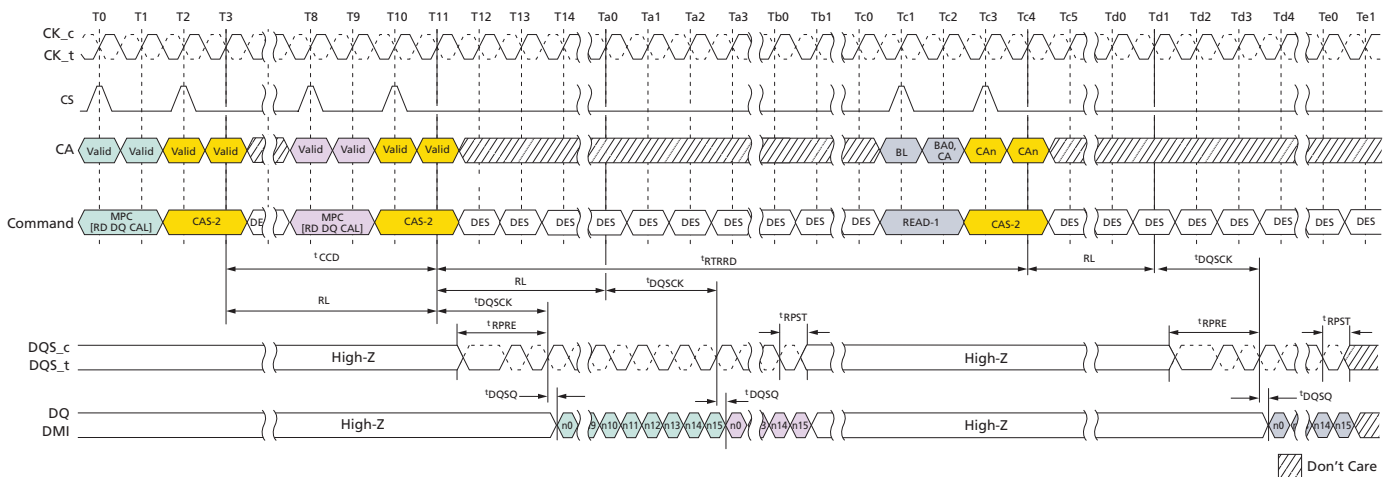 T0 T1 T2 T3 T8 T9 T10 T11 T12 T13 T14 Ta0 Ta1 Ta2 Ta3 Tb0 Tb1 Tc0 Tc1 Tc2 Tc3 Tc4 Tc5 Td0 Td1 Td2 Td3 Td4 Te0 Te1
CK_c
CK_t
CS
CA Valid Valid Valid Valid Valid Valid Valid Valid BL BA0, CA CAn CAn
Command MPC [RD DQ CAL] CAS-2 DE MPC [RD DQ CAL] CAS-2 DES DES DES DES DES DES DES DES DES DES READ-1 CAS-2 DES DES DES DES DES DES DES DES
tCCD tRTRRD RL tDQSCK
RL tDQSCK
RL tDQSCK
tRPRE tRPST tRPRE tRPST
DQS_c
DQS_t
High-Z High-Z
tDQSQ tDQSQ tDQSQ
DQ
DMI
High-Z n0 9 n10 n11 n12 n13 n14 n15 n0 n14 n15 High-Z n0 n14 n15
Don't Care